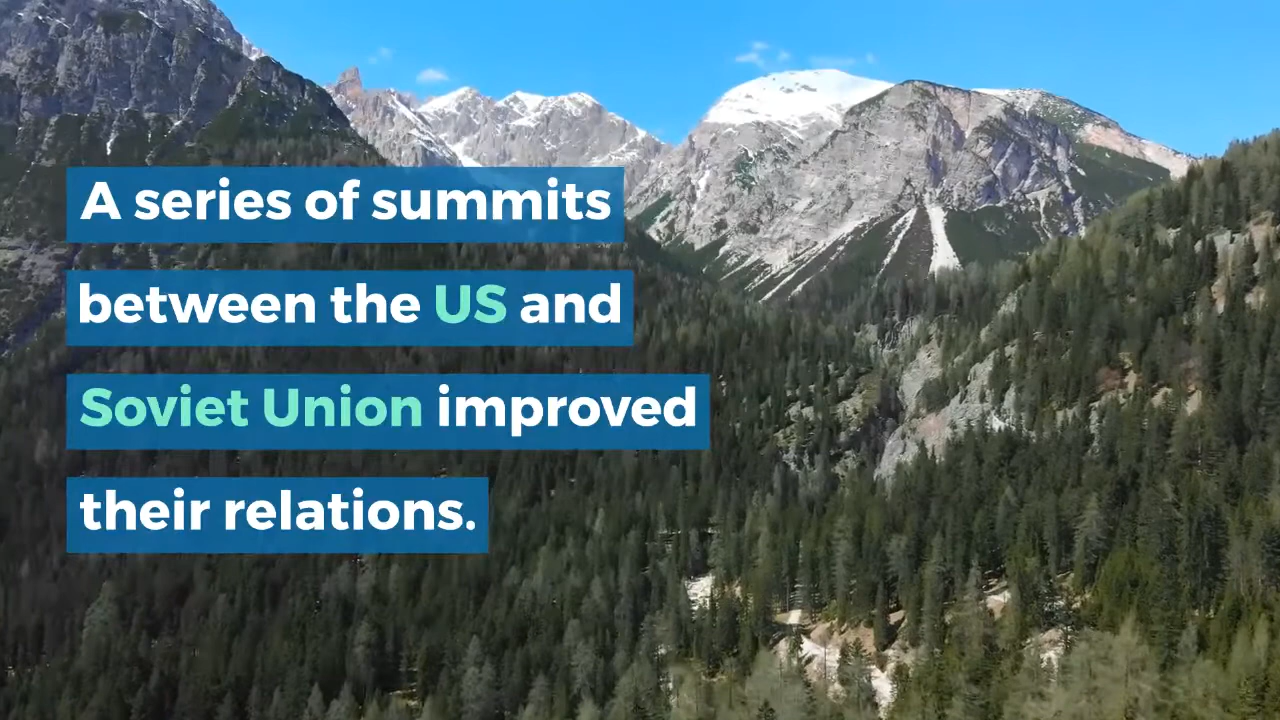 A series of summits
between the US and
Soviet Union improved
their relations.